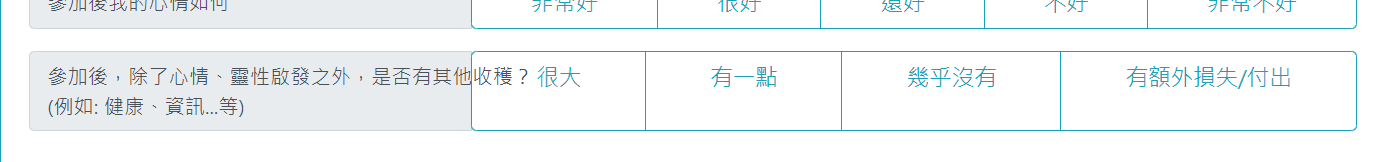 參加後我的心情如何 非常好 很好 還好 不好 非常不好
參加後，除了心情、靈性啟發之外，是否有其他收穫？ 很大 有一點 幾乎沒有 有額外損失/付出
(例如: 健康、資訊...等)